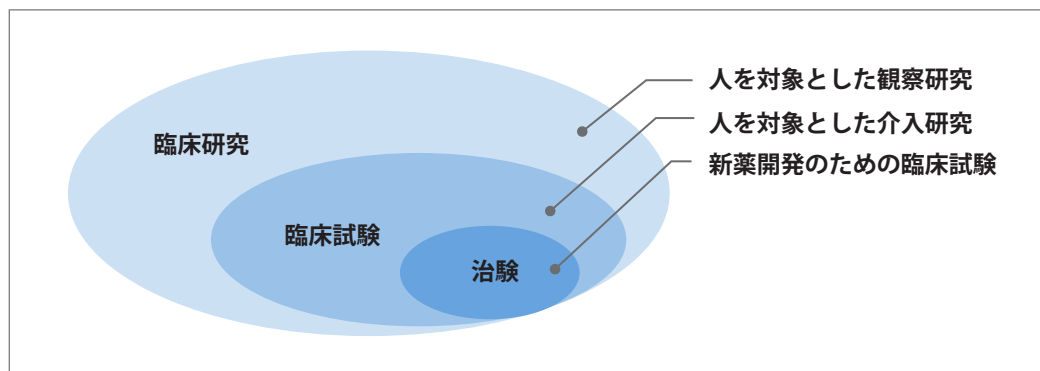 人を対象とした観察研究
人を対象とした介入研究
新薬開発のための臨床試験
臨床研究
臨床試験
治験